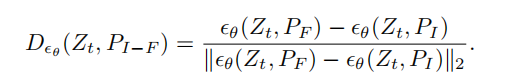 D_{\epsilon_\theta}(Z_t, P_{I-F}) = \frac{\epsilon_\theta(Z_t, P_F) - \epsilon_\theta(Z_t, P_I)}{\|\epsilon_\theta(Z_t, P_F) - \epsilon_\theta(Z_t, P_I)\|_2}.